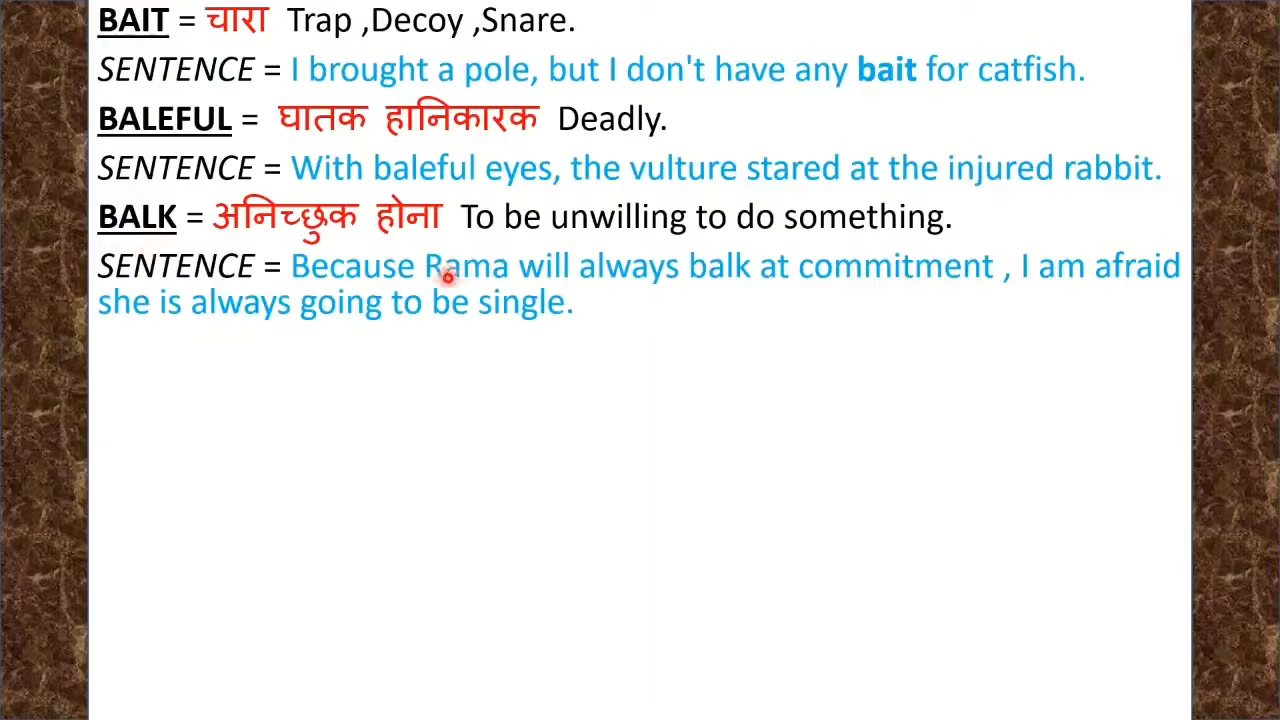 BAIT = चारा Trap ,Decoy ,Snare.
SENTENCE = I brought a pole, but I don't have any bait for catfish.
BALEFUL = घातक हानिकारक Deadly.
SENTENCE = With baleful eyes, the vulture stared at the injured rabbit.
BALK = अनिच्छुक होना To be unwilling to do something.
SENTENCE = Because Rama will always balk at commitment , I am afraid
she is always going to be single.